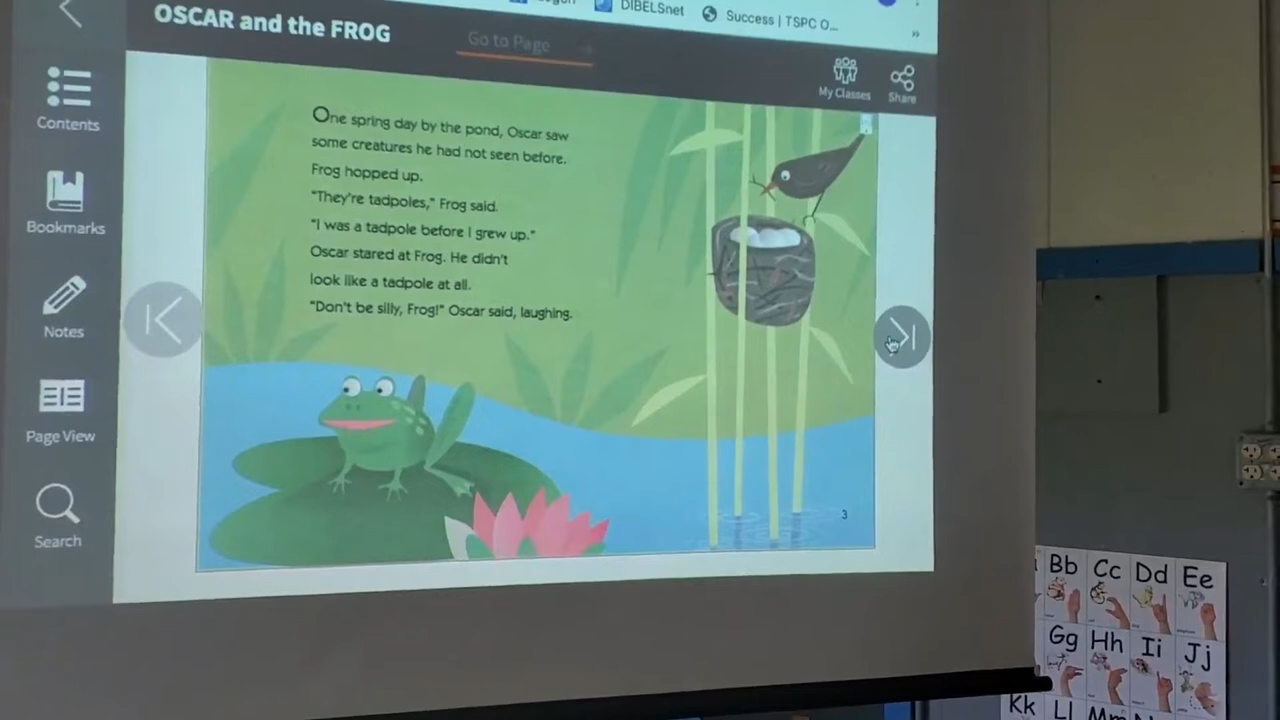 DIBELSnet
Success | TSPC O...
»
OSCAR and the FROG
Go to Page
My Classes
Share
Contents
Bookmarks
Notes
Page View
Search
One spring day by the pond, Oscar saw
some creatures he had not seen before.
Frog hopped up.
"They're tadpoles," Frog said.
"I was a tadpole before I grew up."
Oscar stared at Frog. He didn't
look like a tadpole at all.
"Don't be silly, Frog!" Oscar said, laughing.
3
Bb Cc Dd Ee
Gg Hh Ii Jj
Kk Ll Mm